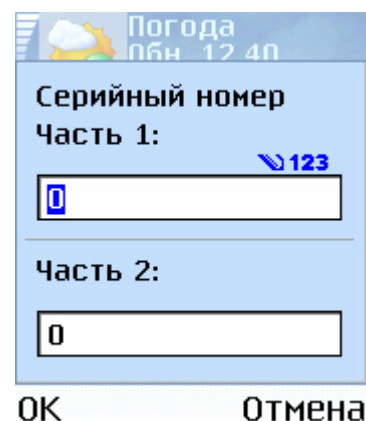 Погода
Обн 12 40
Серийный номер
Часть 1:
123
0
Часть 2:
0
OK Отмена